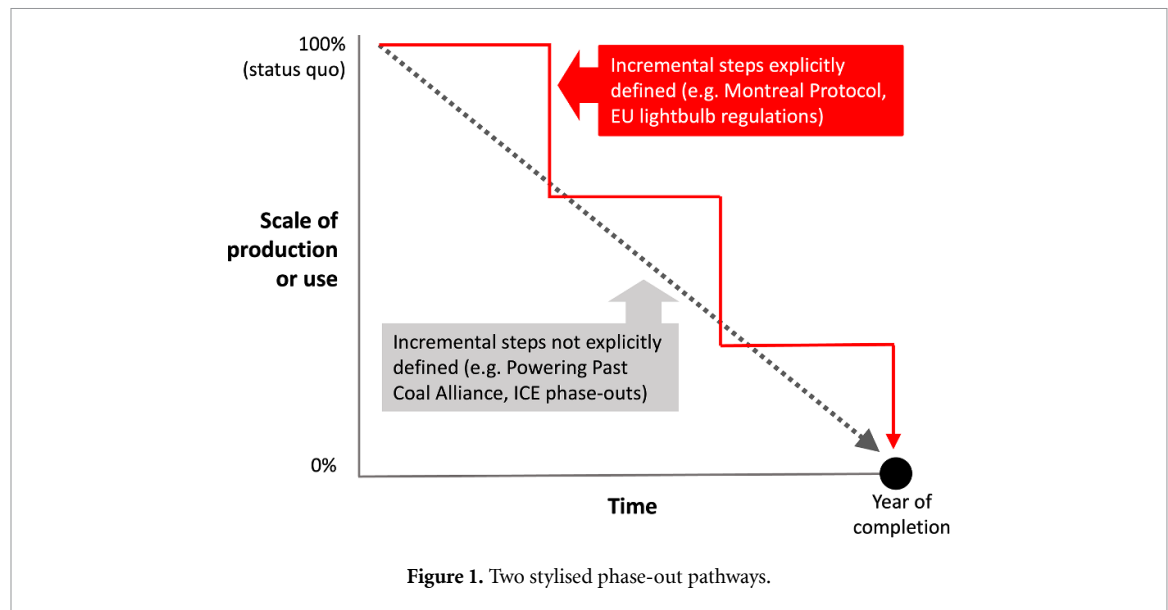 100%
(status quo)
Incremental steps explicitly
defined (e.g. Montreal Protocol,
EU lightbulb regulations)
Scale of
production
or use
Incremental steps not explicitly
defined (e.g. Powering Past
Coal Alliance, ICE phase-outs)
0%
Time
Year of
completion
Figure 1. Two stylised phase-out pathways.